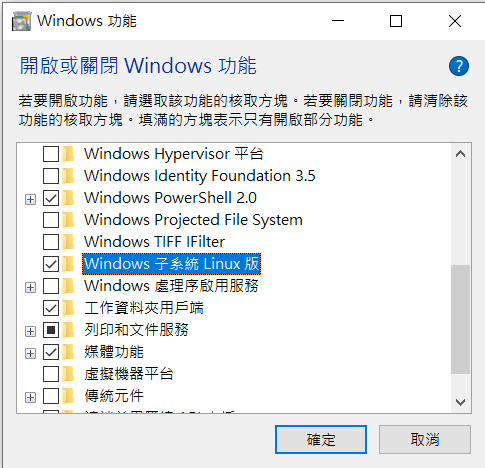 Windows 功能
開啟或關閉 Windows 功能
若要開啟功能，請選取該功能的核取方塊。若要關閉功能，請清除該
功能的核取方塊。填滿的方塊表示只有開啟部分功能。
Windows Hypervisor 平台
Windows Identity Foundation 3.5
Windows PowerShell 2.0
Windows Projected File System
Windows TIFF IFilter
Windows 子系統 Linux 版
Windows 處理序啟用服務
工作資料夾用戶端
列印和文件服務
媒體功能
虛擬機器平台
傳統元件
確定
取消